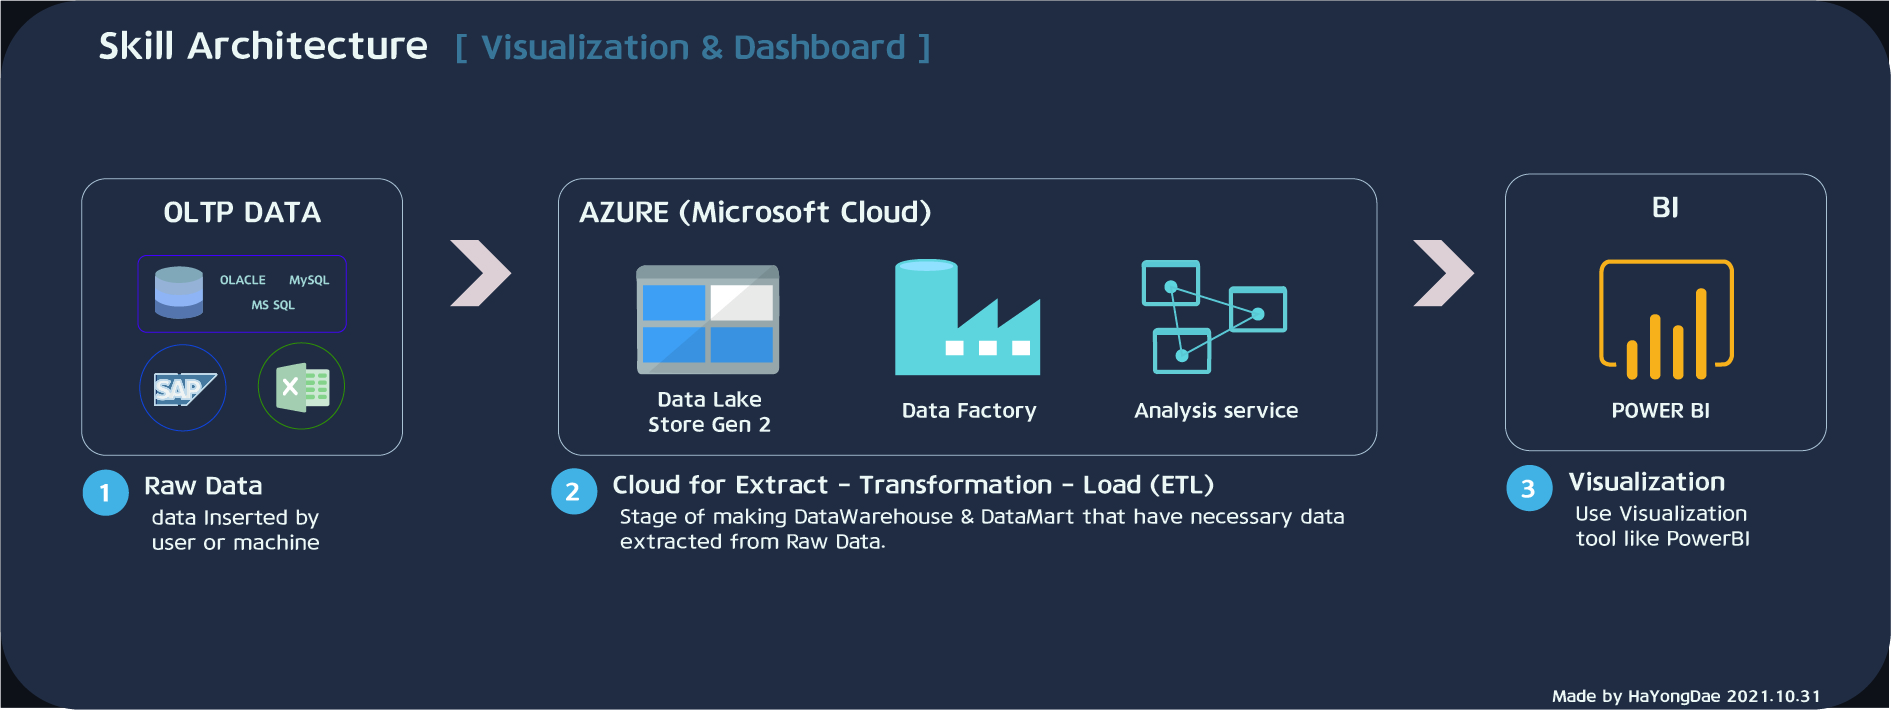 Skill Architecture [ Visualization & Dashboard ]
OLTP DATA
OLACLE MySQL
MS SQL
SAP
X
1 Raw Data
data Inserted by
user or machine
AZURE (Microsoft Cloud)
Data Lake
Store Gen 2
Data Factory
Analysis service
2 Cloud for Extract - Transformation - Load (ETL)
Stage of making DataWarehouse & DataMart that have necessary data
extracted from Raw Data.
BI
POWER BI
3 Visualization
Use Visualization
tool like PowerBI
Made by HaYongDae 2021.10.31